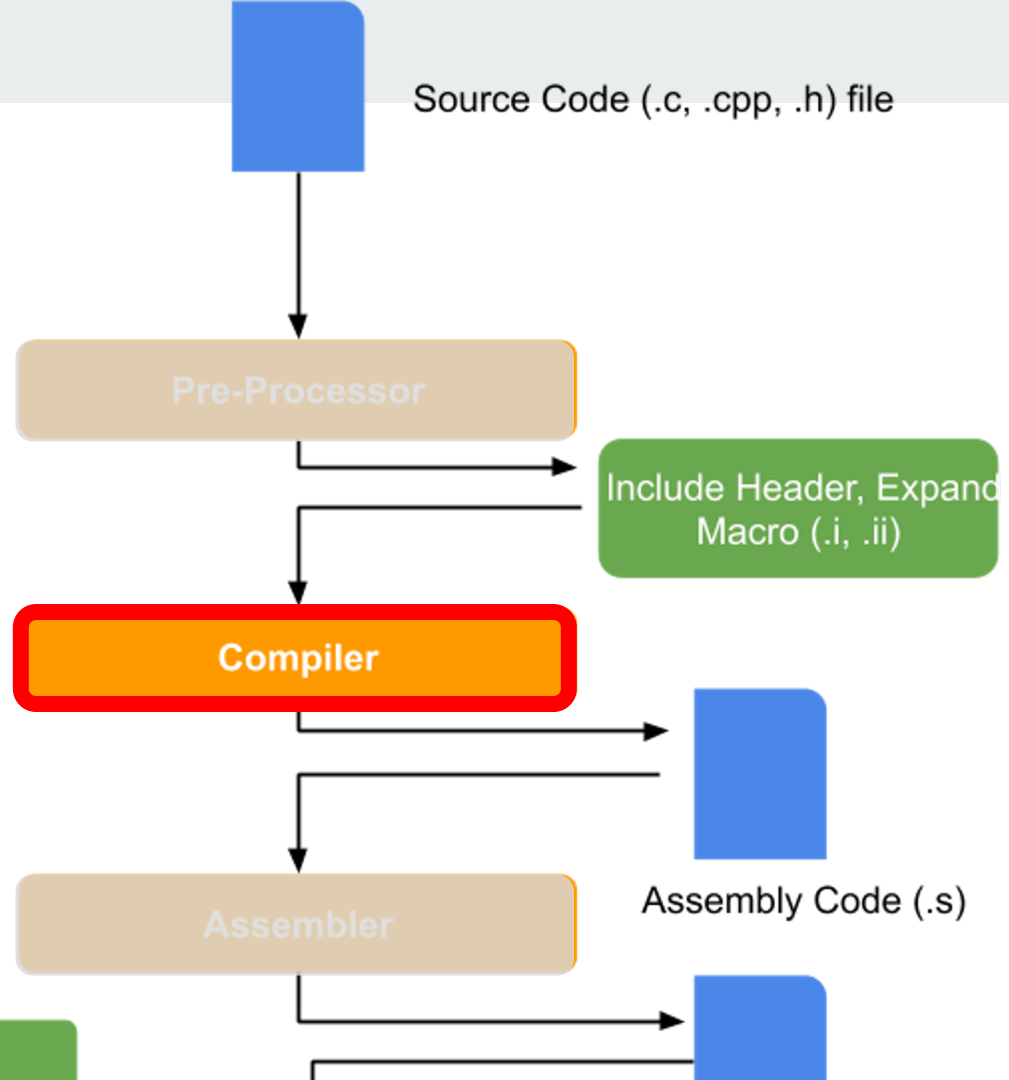 Source Code (.c, .cpp, .h) file
Pre-Processor
Include Header, Expand
Macro (.i, .ii)
Compiler
Assembly Code (.s)
Assembler